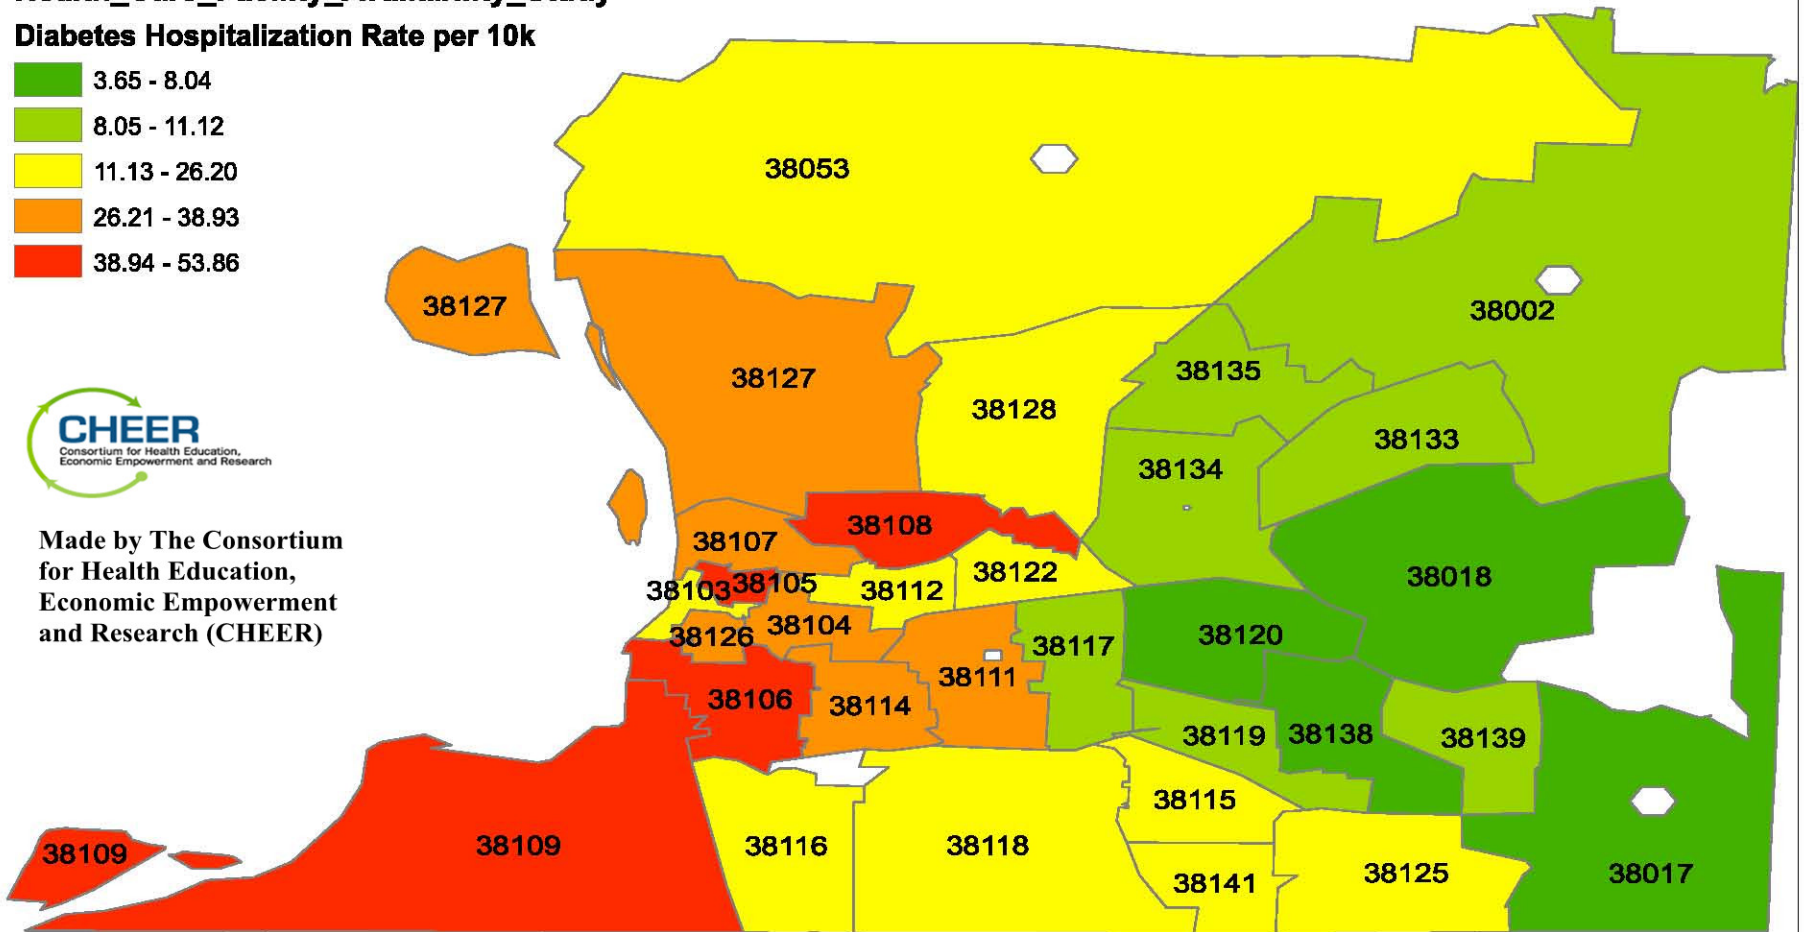 Diabetes Hospitalization Rate per 10k
3.65 - 8.04
8.05 - 11.12
11.13 - 26.20
26.21 - 38.93
38.94 - 53.86
38053
38127
38002
38127
38135
38128
38133
38134
CHEER
Consortium for Health Education,
Economic Empowerment and Research
38108
38107
Made by The Consortium
for Health Education,
Economic Empowerment
and Research (CHEER)
38103
38105
38112
38122
38018
38126
38104
38117
38120
38111
38106
38114
38119
38138
38139
38115
38109
38109
38116
38118
38141
38125
38017